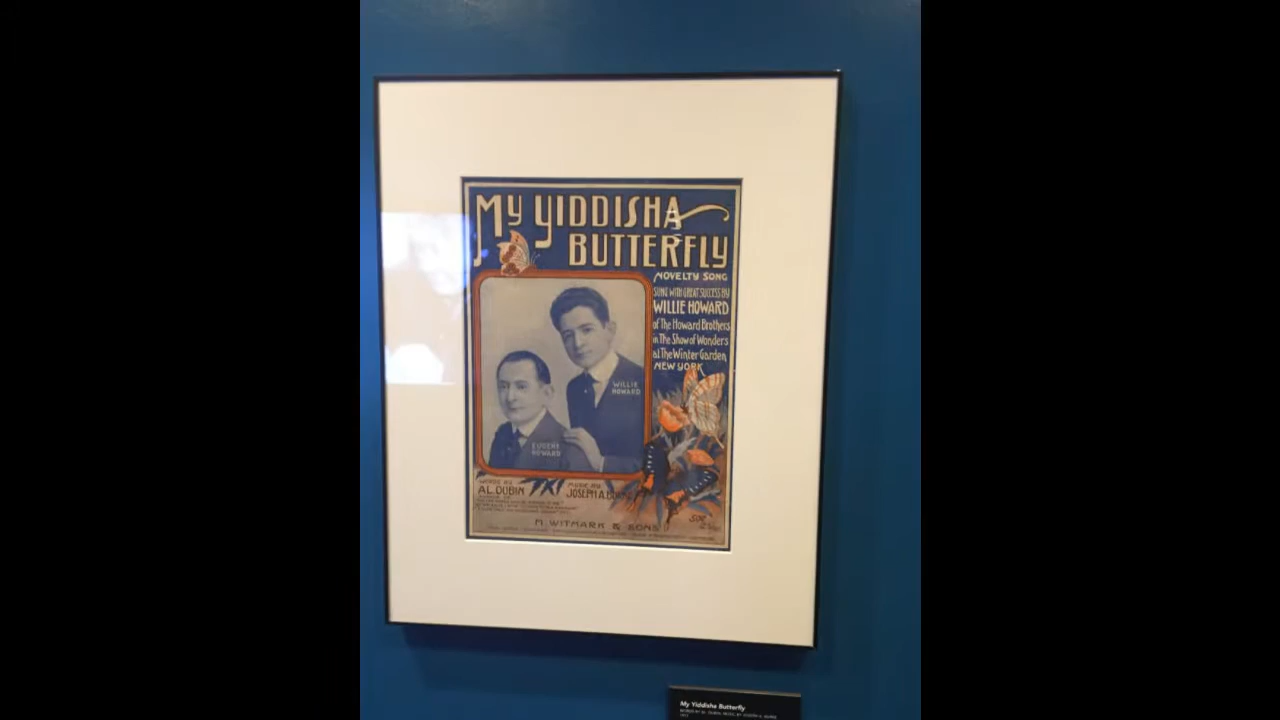 My YIDDISHA
BUTTERFLY
NOVELTY SONG
SUNG WITH GREAT SUCCESS BY
WILLIE HOWARD
of The Howard Brothers
in The Show of Wonders
at The Winter Garden
NEW YORK
WILLIE
HOWARD
EUGENE
HOWARD
WORDS BY
AL DUBIN
MUSIC BY
JOSEPH A.
M. WITMARK & SONS
My Yiddisha Butterfly